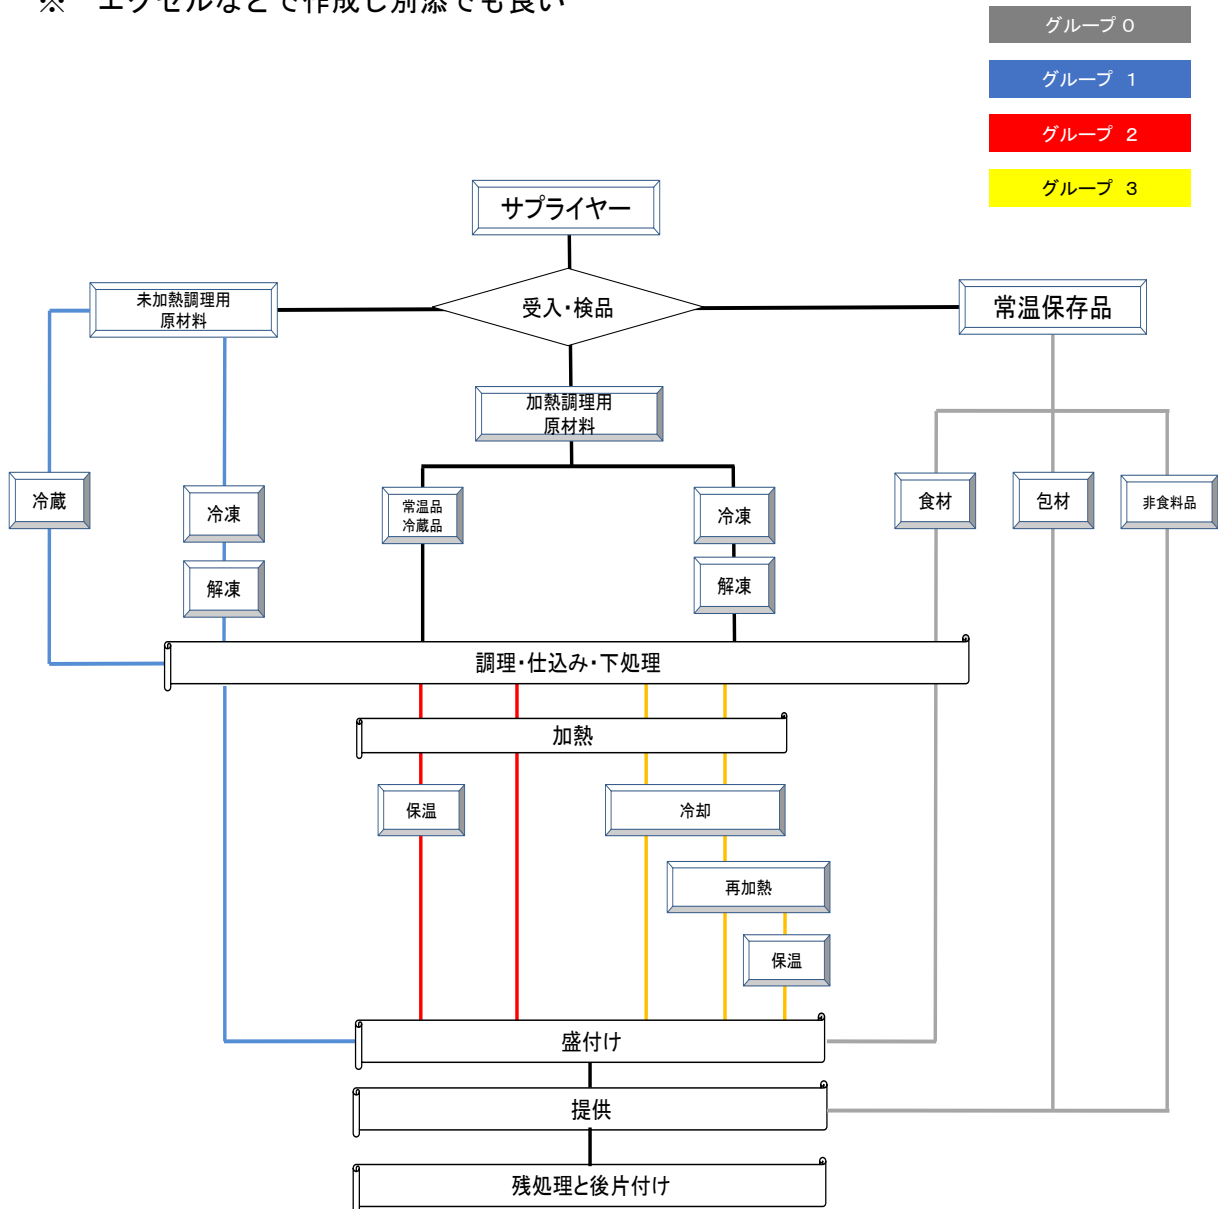 ※　エクセルなどで作成し別添でも良い
グループ 0
グループ　1
グループ　2
グループ　3
サプライヤー
未加熱調理用
原材料
受入・検品
常温保存品
加熱調理用
原材料
冷蔵
冷凍
常温品
冷蔵品
冷凍
食材
包材
非食料品
解凍
解凍
調理・仕込み・下処理
加熱
保温
冷却
再加熱
保温
盛付け
提供
残処理と後片付け